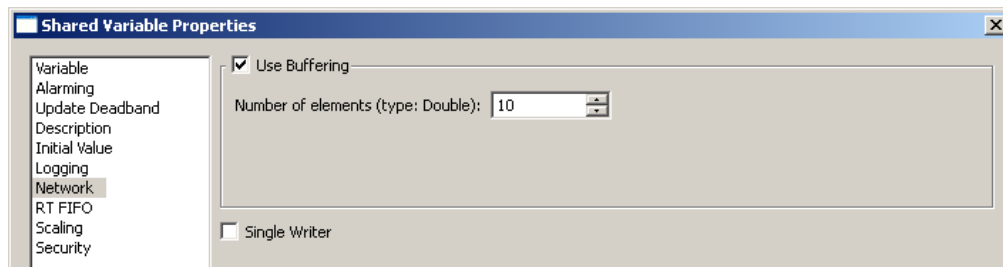 Shared Variable Properties
Variable
Alarming
Update Deadband
Description
Initial Value
Logging
Network
RT FIFO
Scaling
Security
Use Buffering
Number of elements (type: Double): 10
Single Writer